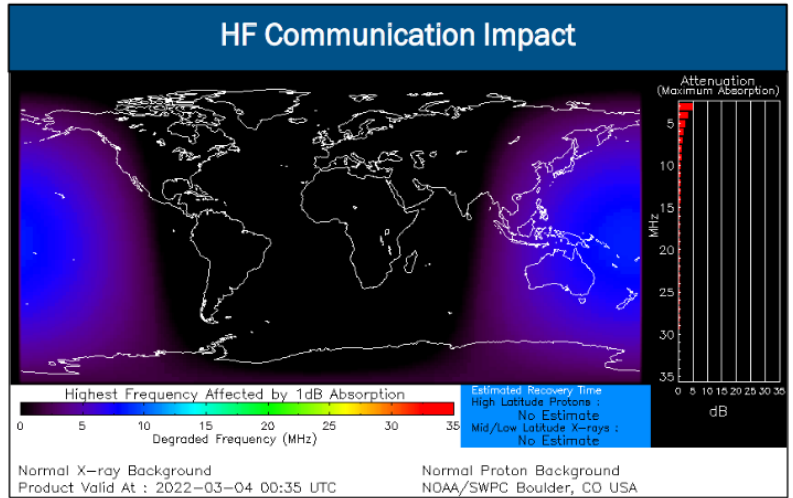 HF Communication Impact
Attenuation
(Maximum Absorption)
5
10
15
20
25
30
35
MHz
0 5 10 15 20 25 30 35
dB
Highest Frequency Affected by 1dB Absorption
0 5 10 15 20 25 30 35
Degraded Frequency (MHz)
Estimated Recovery Time
High Latitude Protons :
No Estimate
Mid/Low Latitude X-rays :
No Estimate
Normal X-ray Background
Product Valid At : 2022-03-04 00:35 UTC
Normal Proton Background
NOAA/SWPC Boulder, CO USA